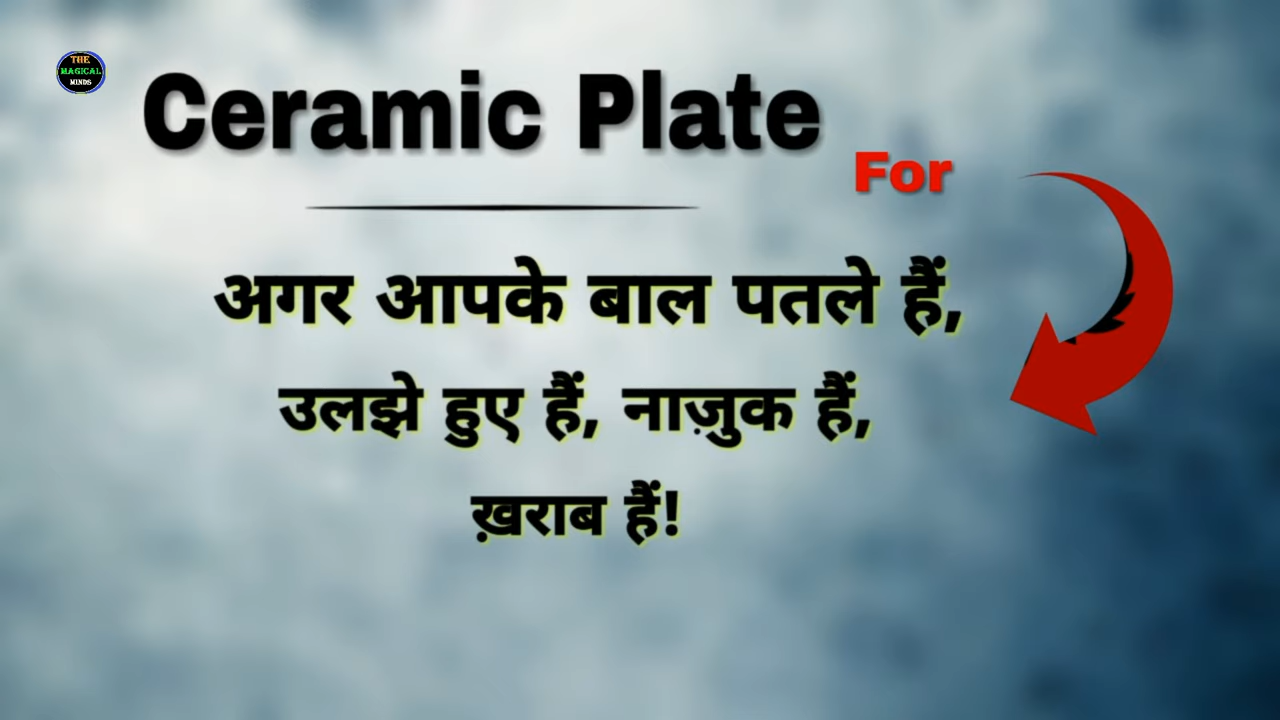 THE
MAGICAL
MINDS
Ceramic Plate
For
अगर आपके बाल पतले हैं,
उलझे हुए हैं, नाज़ुक हैं,
ख़राब हैं!